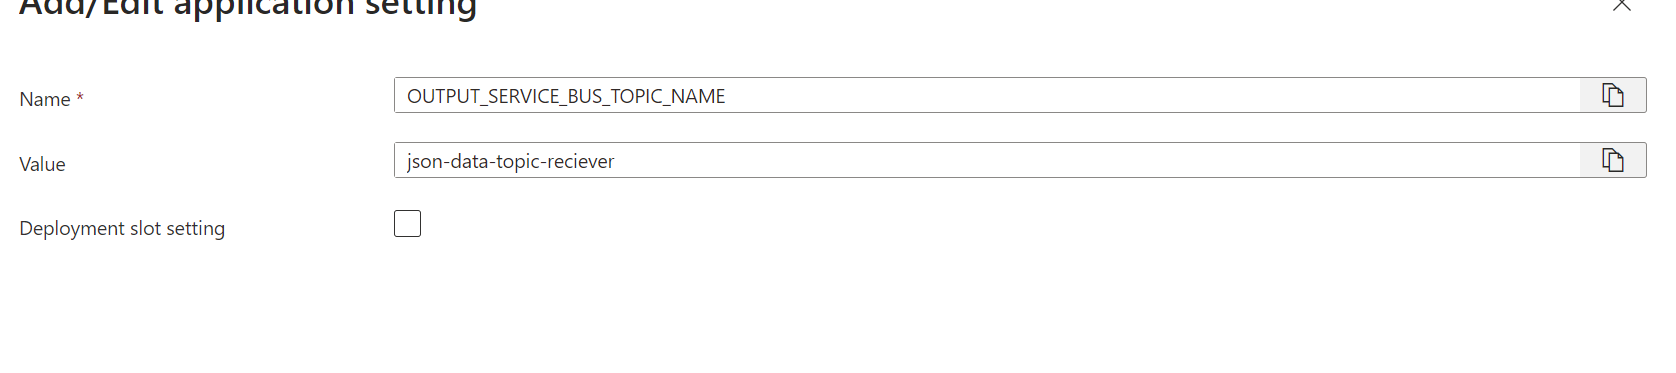 Add/Edit application setting
Name *
OUTPUT_SERVICE_BUS_TOPIC_NAME
Value
json-data-topic-reciever
Deployment slot setting